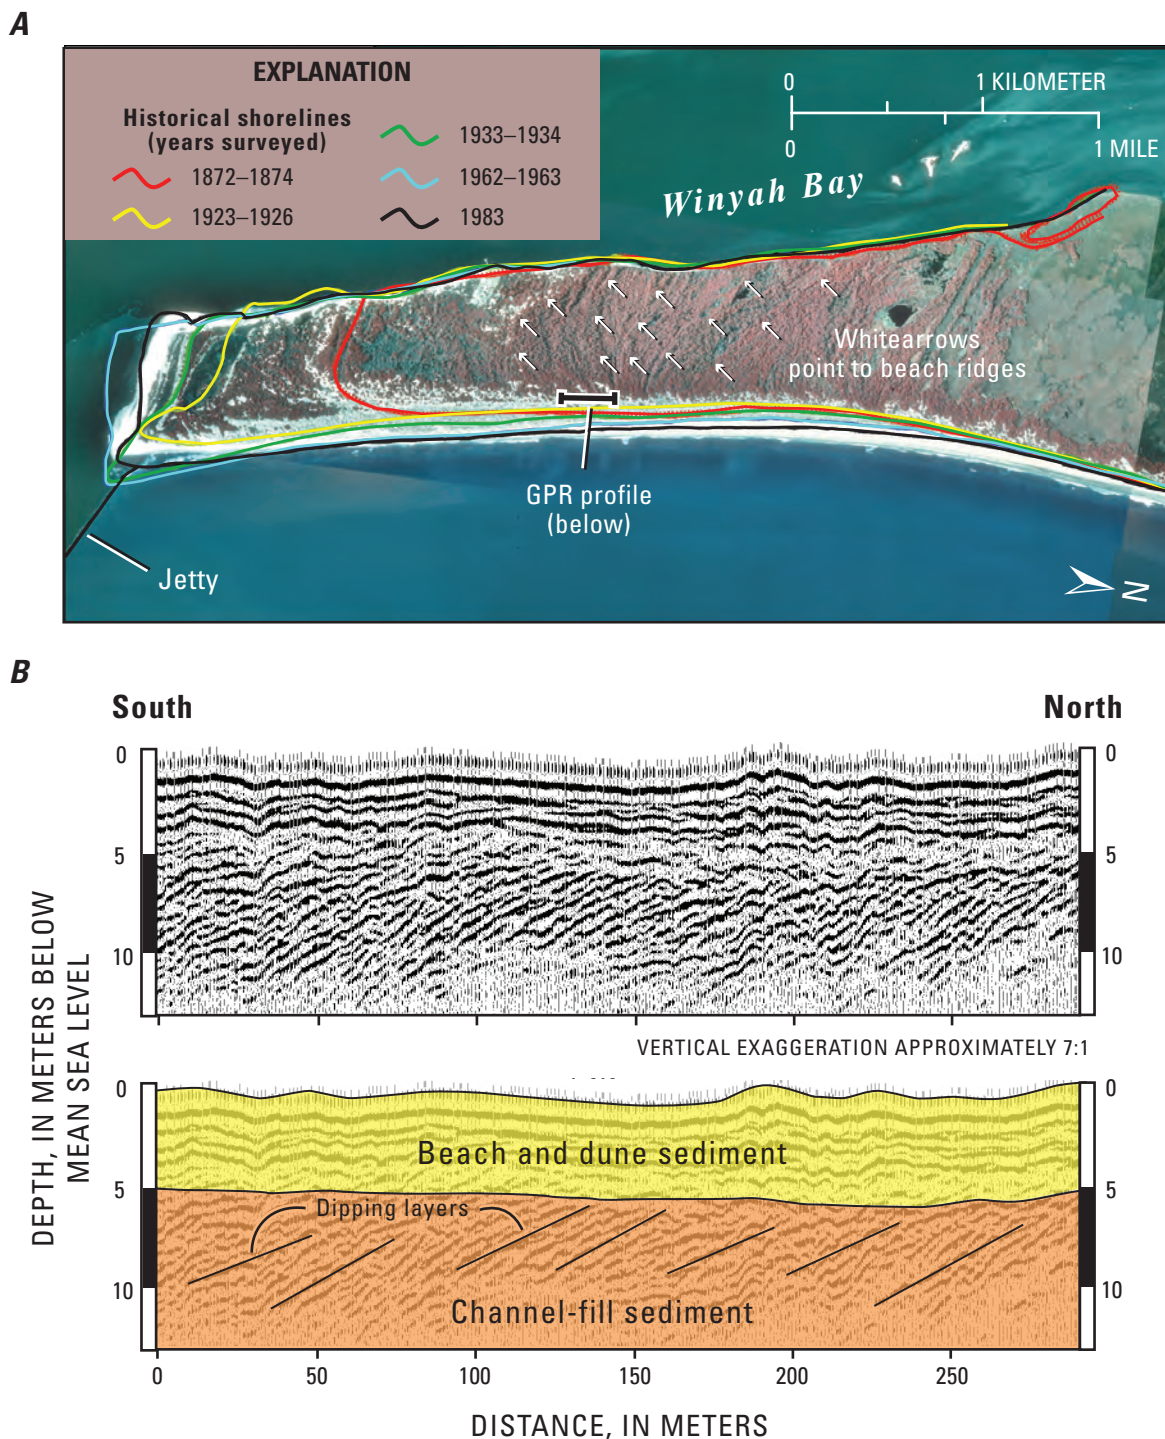 A
EXPLANATION
Historical shorelines
(years surveyed)
1872–1874
1923–1926
1933–1934
1962–1963
1983
0 1 KILOMETER
0 1 MILE
Winyah Bay
Whitearrows
point to beach ridges
GPR profile
(below)
Jetty
N
B
South North
0 0
5 5
10 10
VERTICAL EXAGGERATION APPROXIMATELY 7:1
DEPTH, IN METERS BELOW
MEAN SEA LEVEL
0 0
Beach and dune sediment
5 5
Dipping layers
10 10
Channel-fill sediment
0 50 100 150 200 250
DISTANCE, IN METERS